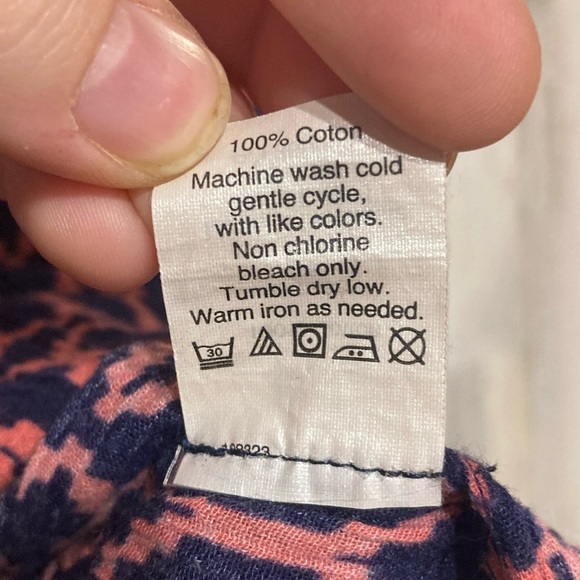 100% Coton
Machine wash cold
gentle cycle,
with like colors.
Non chlorine
bleach only.
Tumble dry low.
Warm iron as needed.
30